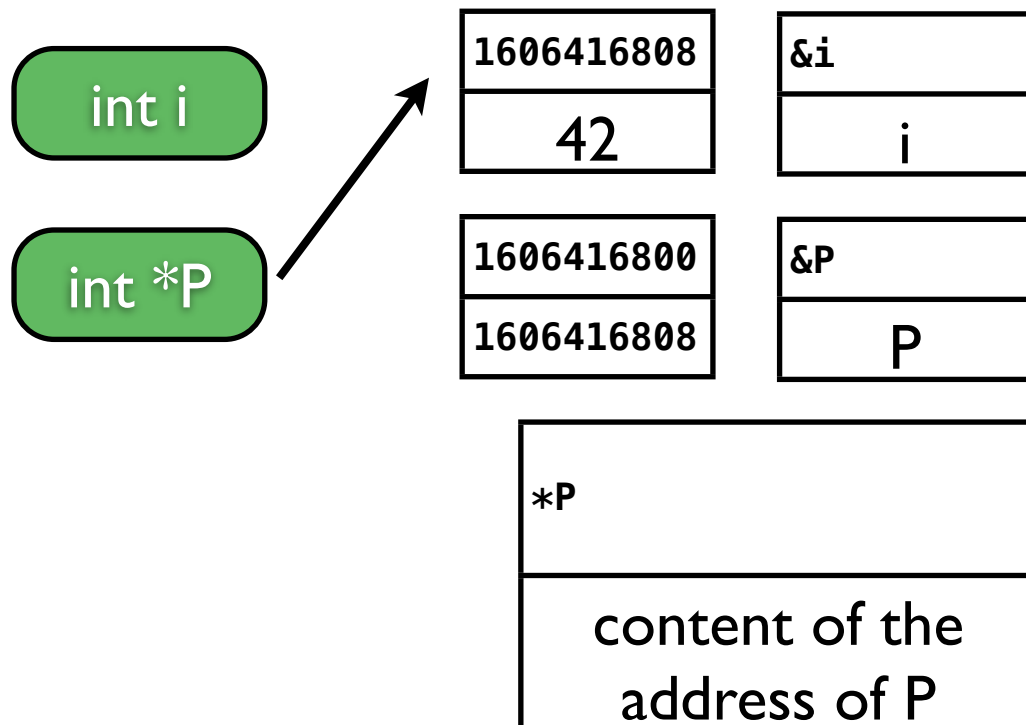 int i
1606416808
&i
42
i
int *P
1606416800
&P
1606416808
P
*P
content of the
address of P